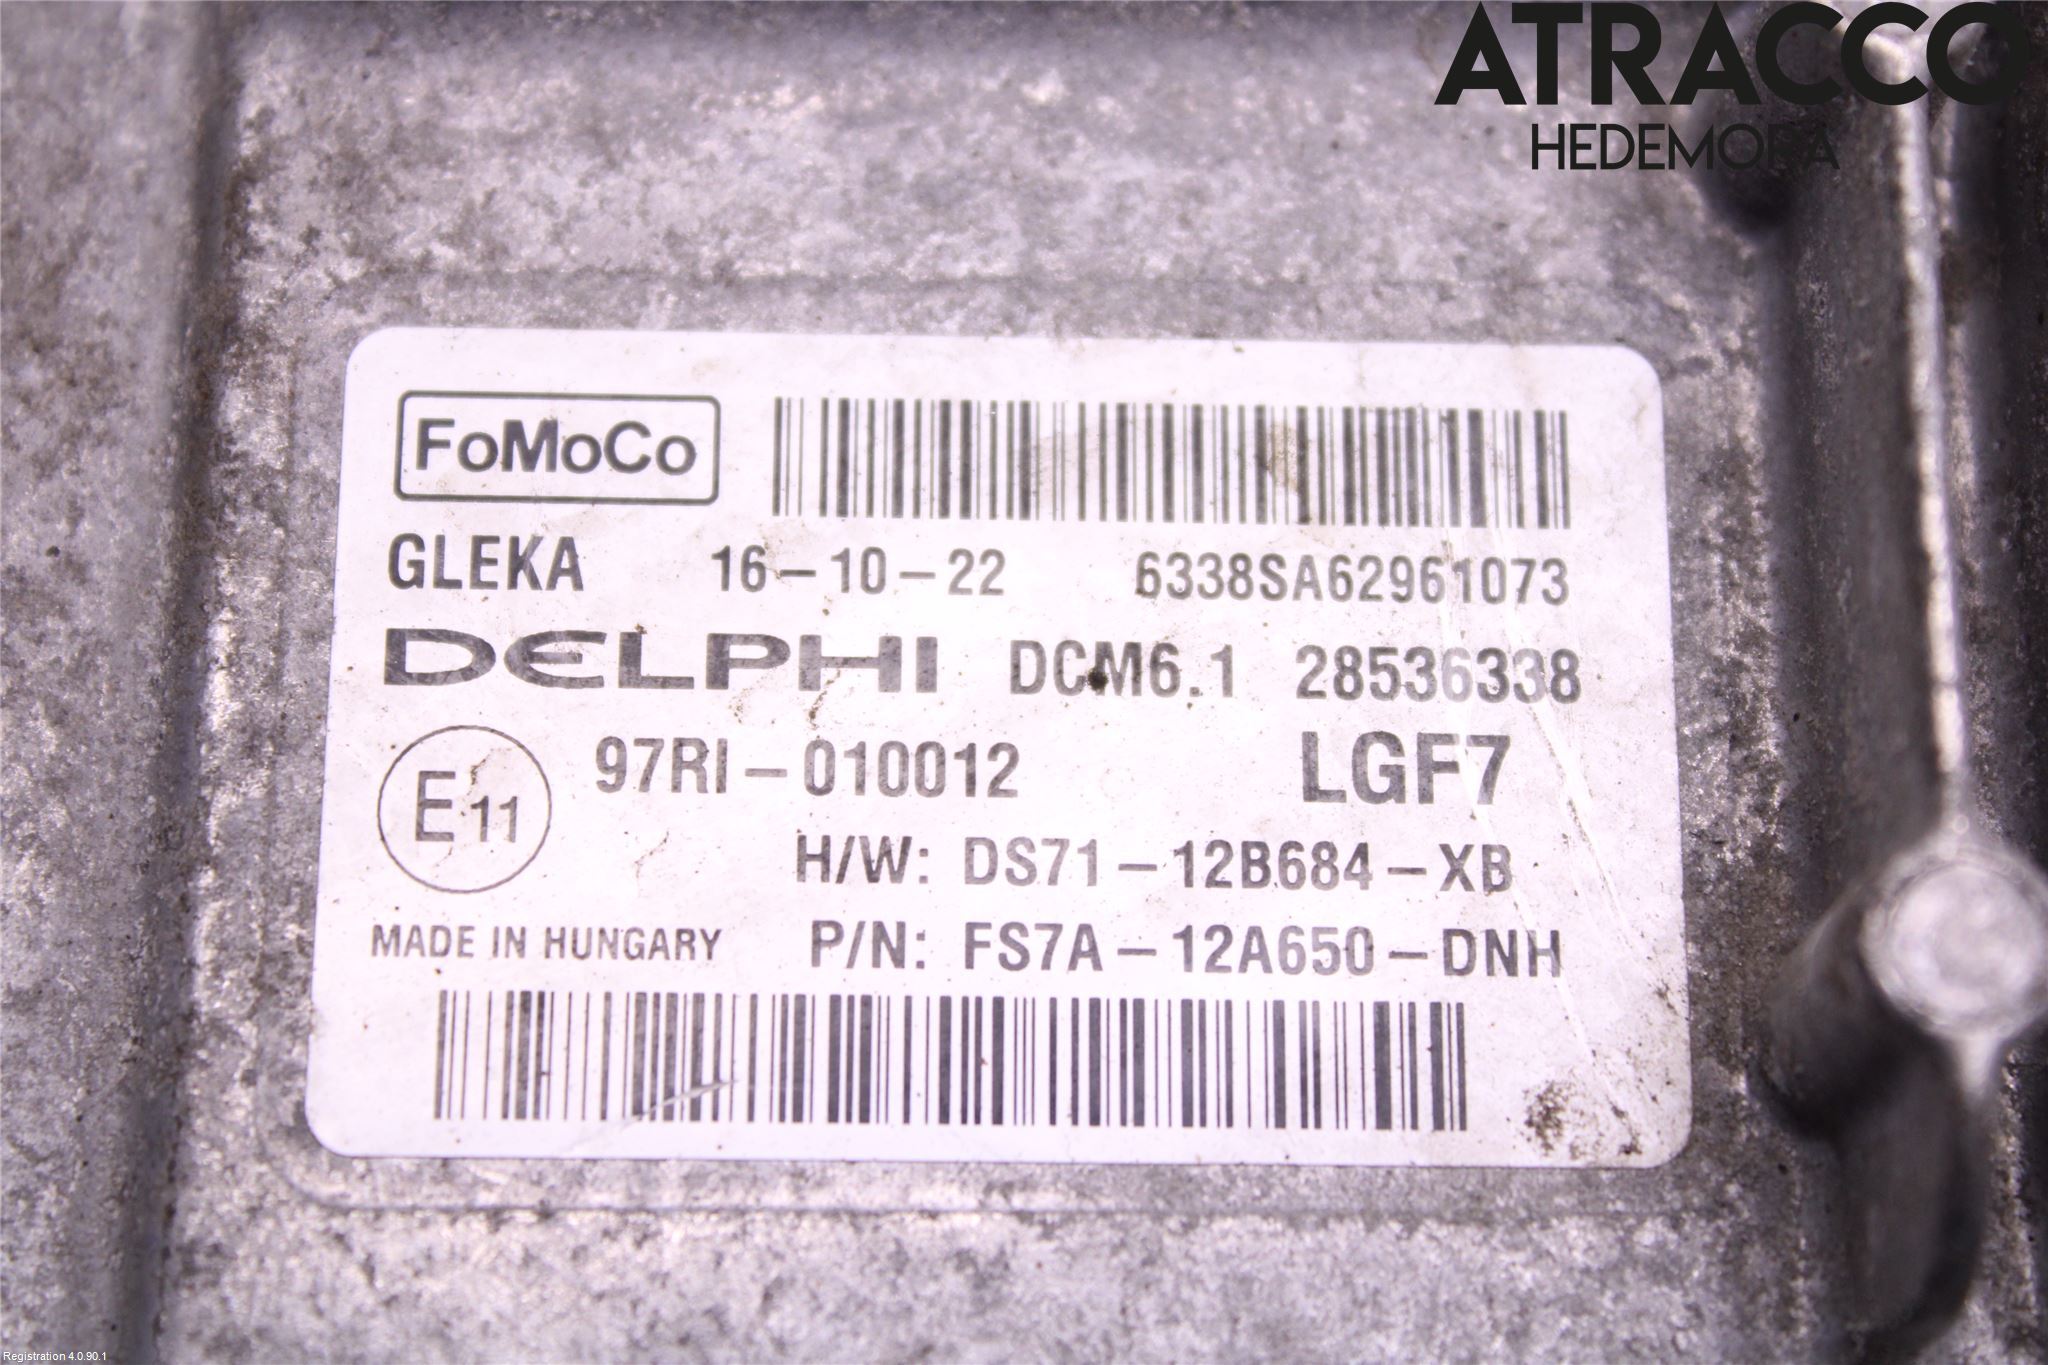 ATRACCO
HEDEMORA
FoMoCo
GLEKA 16-10-22 6338SA62961073
DELPHI DCM6.1 28536338
E11 97RI-010012 LGF7
H/W: DS71-12B684-XB
MADE IN HUNGARY P/N: FS7A-12A650-DNH
Registration 4.0.90.1